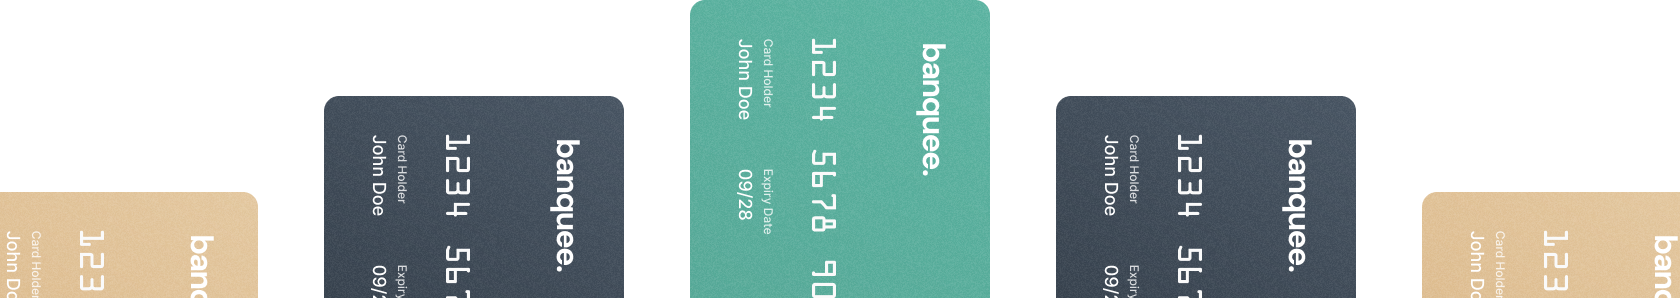 banc
123
Card Holder
John Do
banquee.
1234 567
Card Holder
John Doe
Expiry
09/2
banquee.
1234 5678 90
Card Holder
John Doe
Expiry Date
09/28
banquee.
1234 567
Card Holder
John Doe
Expiry
09/2
banc
123
Card Holder
John Do